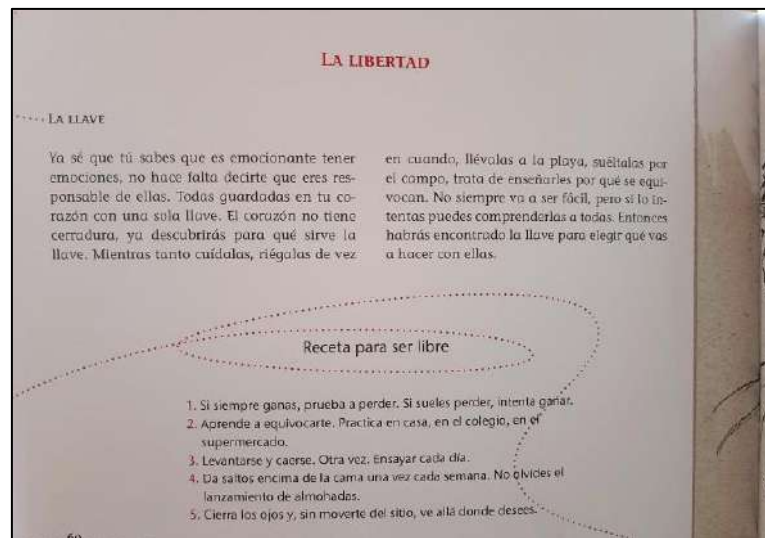 LA LIBERTAD
LA LLAVE
Ya sé que tú sabes que es emocionante tener
emociones, no hace falta decirte que eres res-
ponsable de ellas. Todas guardadas en tu co-
razón con una sola llave. El corazón no tiene
cerradura, ya descubrirás para qué sirve la
llave. Mientras tanto cuídalas, riégalas de vez
en cuando, llévalas a la playa, suéltalas por
el campo, trata de enseñarles por qué se equi-
vocan. No siempre va a ser fácil, pero si lo in-
tentas puedes comprenderlas a todas. Entonces
habrás encontrado la llave para elegir qué vas
a hacer con ellas.
Receta para ser libre
1. Si siempre ganas, prueba a perder. Si sueles perder, intenta ganar.
2. Aprende a equivocarte. Practica en casa, en el colegio, en el
supermercado.
3. Levantarse y caerse. Otra vez. Ensayar cada día.
4. Da saltos encima de la cama una vez cada semana. No olvides el
lanzamiento de almohadas.
5. Cierra los ojos y, sin moverte del sitio, ve allá donde desees.